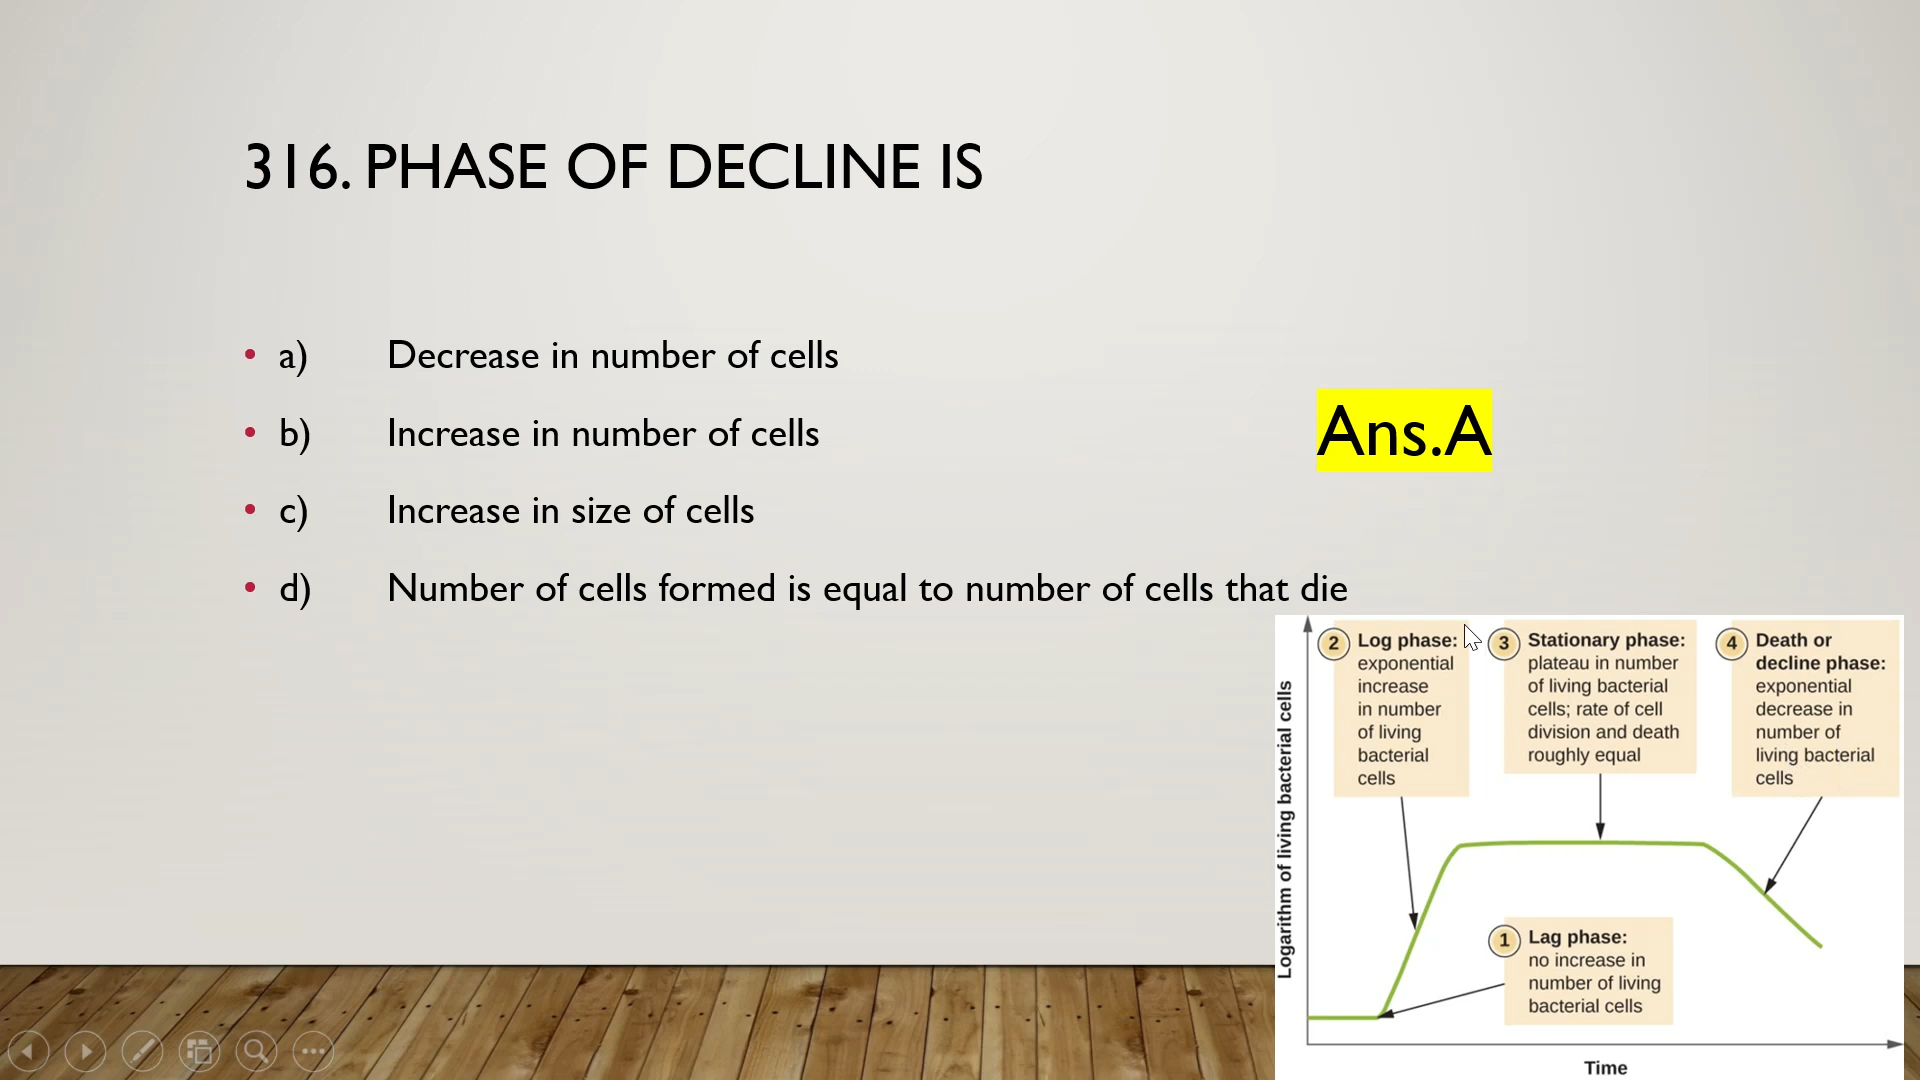 316. PHASE OF DECLINE IS
• a) Decrease in number of cells
• b) Increase in number of cells
• c) Increase in size of cells
• d) Number of cells formed is equal to number of cells that die
Ans.A
Logarithm of living bacterial cells
2 Log phase:
exponential
increase
in number
of living
bacterial
cells
3 Stationary phase:
plateau in number
of living bacterial
cells; rate of cell
division and death
roughly equal
4 Death or
decline phase:
exponential
decrease in
number of
living bacterial
cells
1 Lag phase:
no increase in
number of living
bacterial cells
Time